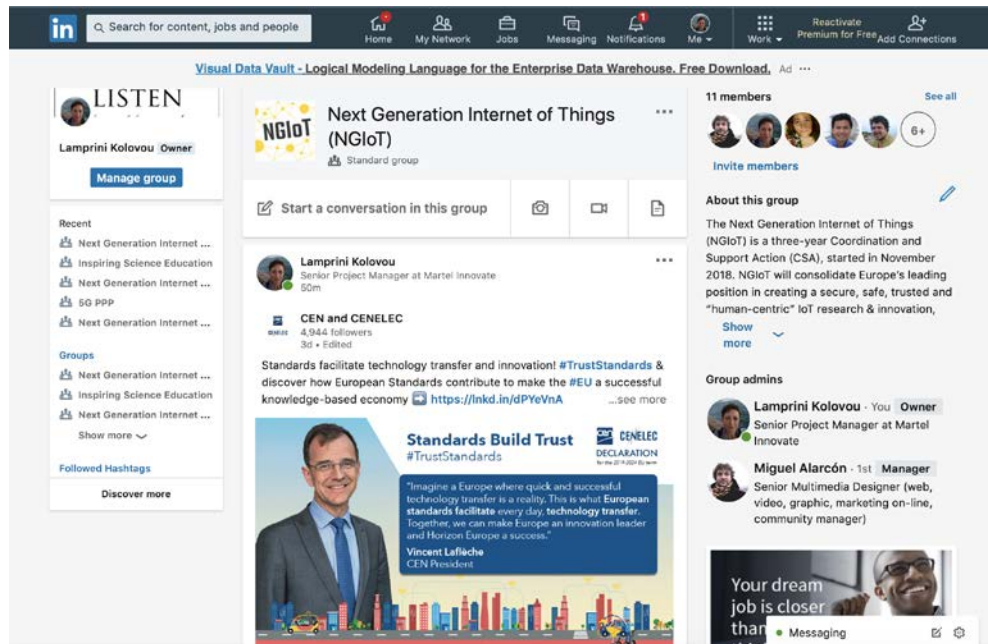 in
Search for content, jobs and people
Home
My Network
Jobs
Messaging
Notifications
Me
Work
Reactivate
Premium for Free
Add Connections
Visual Data Vault - Logical Modeling Language for the Enterprise Data Warehouse. Free Download. Ad ...
LISTEN
Lamprini Kolovou Owner
Manage group
Recent
Next Generation Internet ...
Inspiring Science Education
Next Generation Internet ...
5G PPP
Next Generation Internet ...
Groups
Next Generation Internet ...
Inspiring Science Education
Next Generation Internet ...
Show more
Followed Hashtags
Discover more
NGIoT
Next Generation Internet of Things
(NGIoT)
Standard group
Start a conversation in this group
Lamprini Kolovou
Senior Project Manager at Martel Innovate
50m
CEN and CENELEC
4,944 followers
3d • Edited
Standards facilitate technology transfer and innovation! #TrustStandards &
discover how European Standards contribute to make the #EU a successful
knowledge-based economy ➡ https://lnkd.in/dPYeVnA ...see more
Standards Build Trust
#TrustStandards
CEN CENELEC
DECLARATION
for the 2019-2024 EU term
"Imagine a Europe where quick and successful
technology transfer is a reality. This is what European
standards facilitate every day, technology transfer.
Together, we can make Europe an innovation leader
and Horizon Europe a success."
Vincent Laflèche
CEN President
11 members
See all
6+
Invite members
About this group
The Next Generation Internet of Things
(NGIoT) is a three-year Coordination and
Support Action (CSA), started in November
2018. NGIoT will consolidate Europe's leading
position in creating a secure, safe, trusted and
"human-centric" IoT research & innovation,
Show
more
Group admins
Lamprini Kolovou · You Owner
Senior Project Manager at Martel
Innovate
Miguel Alarcón · 1st Manager
Senior Multimedia Designer (web,
video, graphic, marketing on-line,
community manager)
Your dream
job is closer
than
Messaging